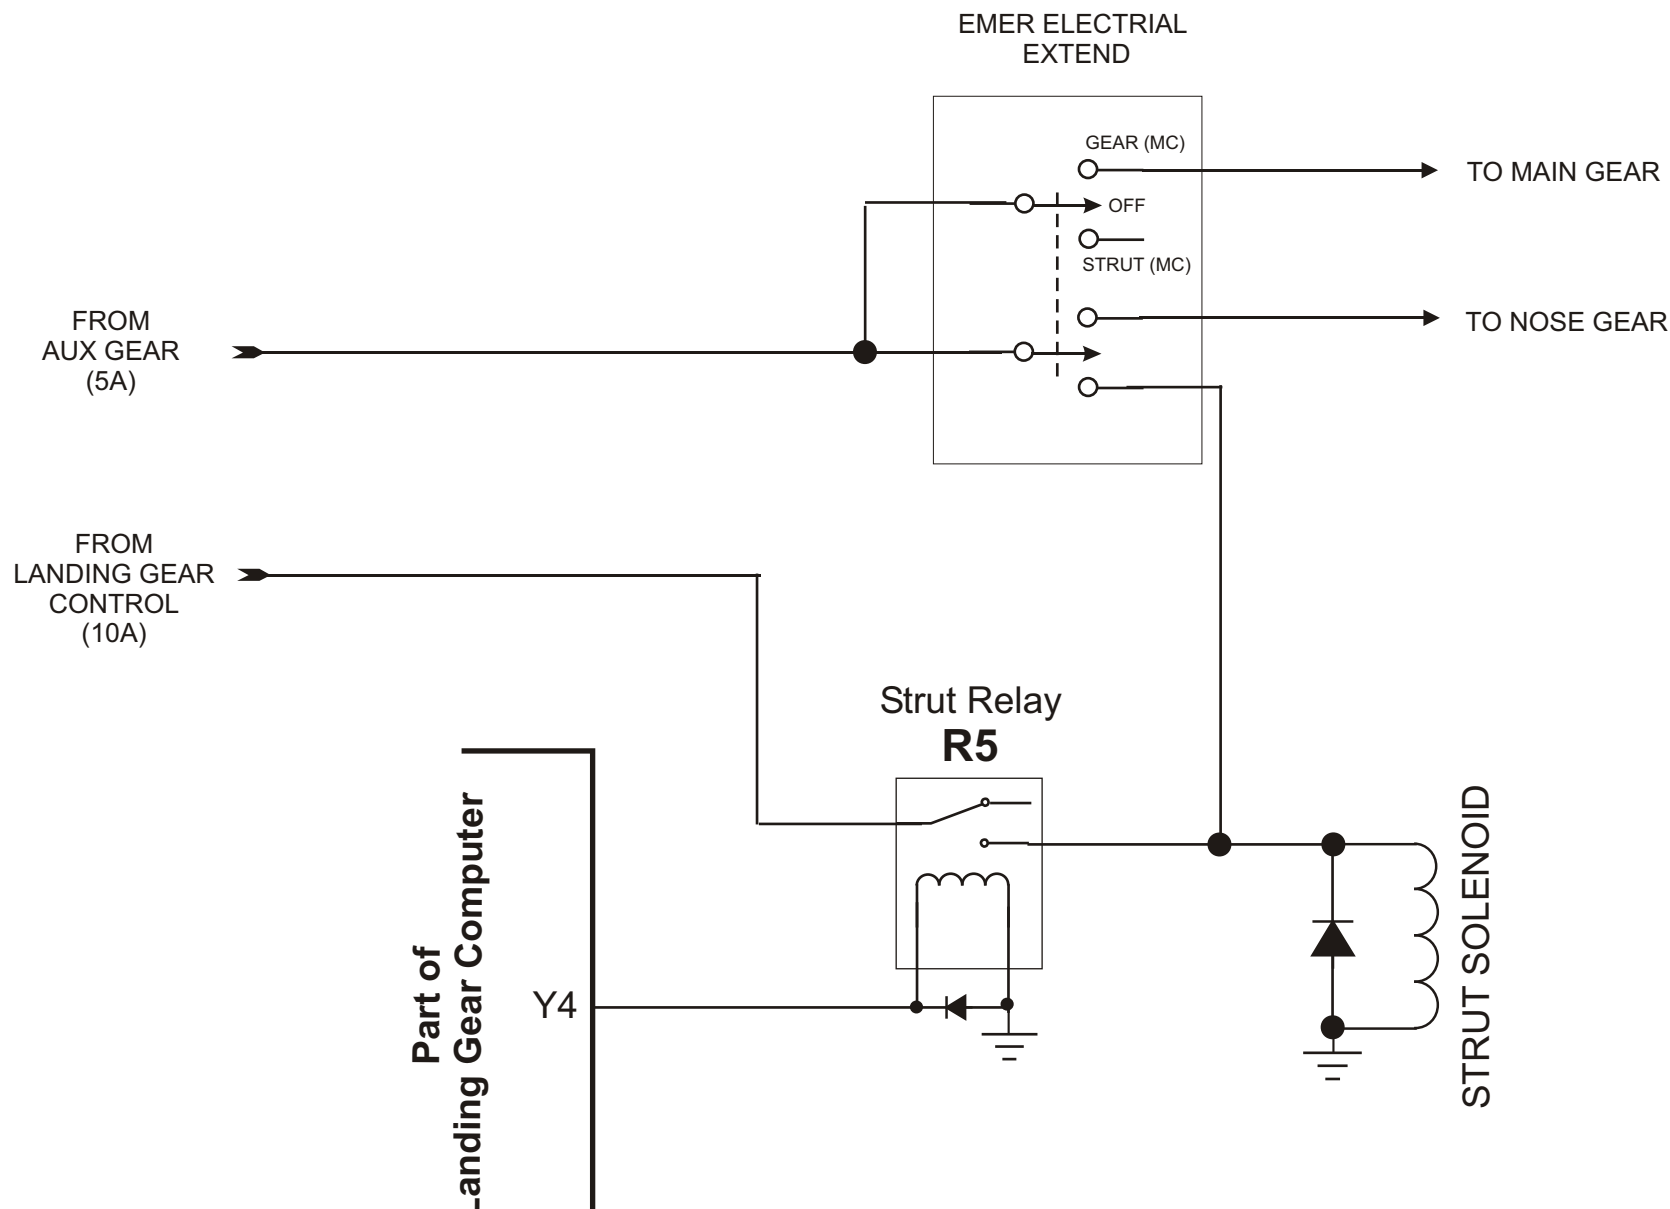 EMER ELECTRIAL
EXTEND
GEAR (MC)
TO MAIN GEAR
OFF
STRUT (MC)
FROM
AUX GEAR
(5A)
TO NOSE GEAR
FROM
LANDING GEAR
CONTROL
(10A)
Strut Relay
R5
Part of
Landing Gear Computer
Y4
STRUT SOLENOID